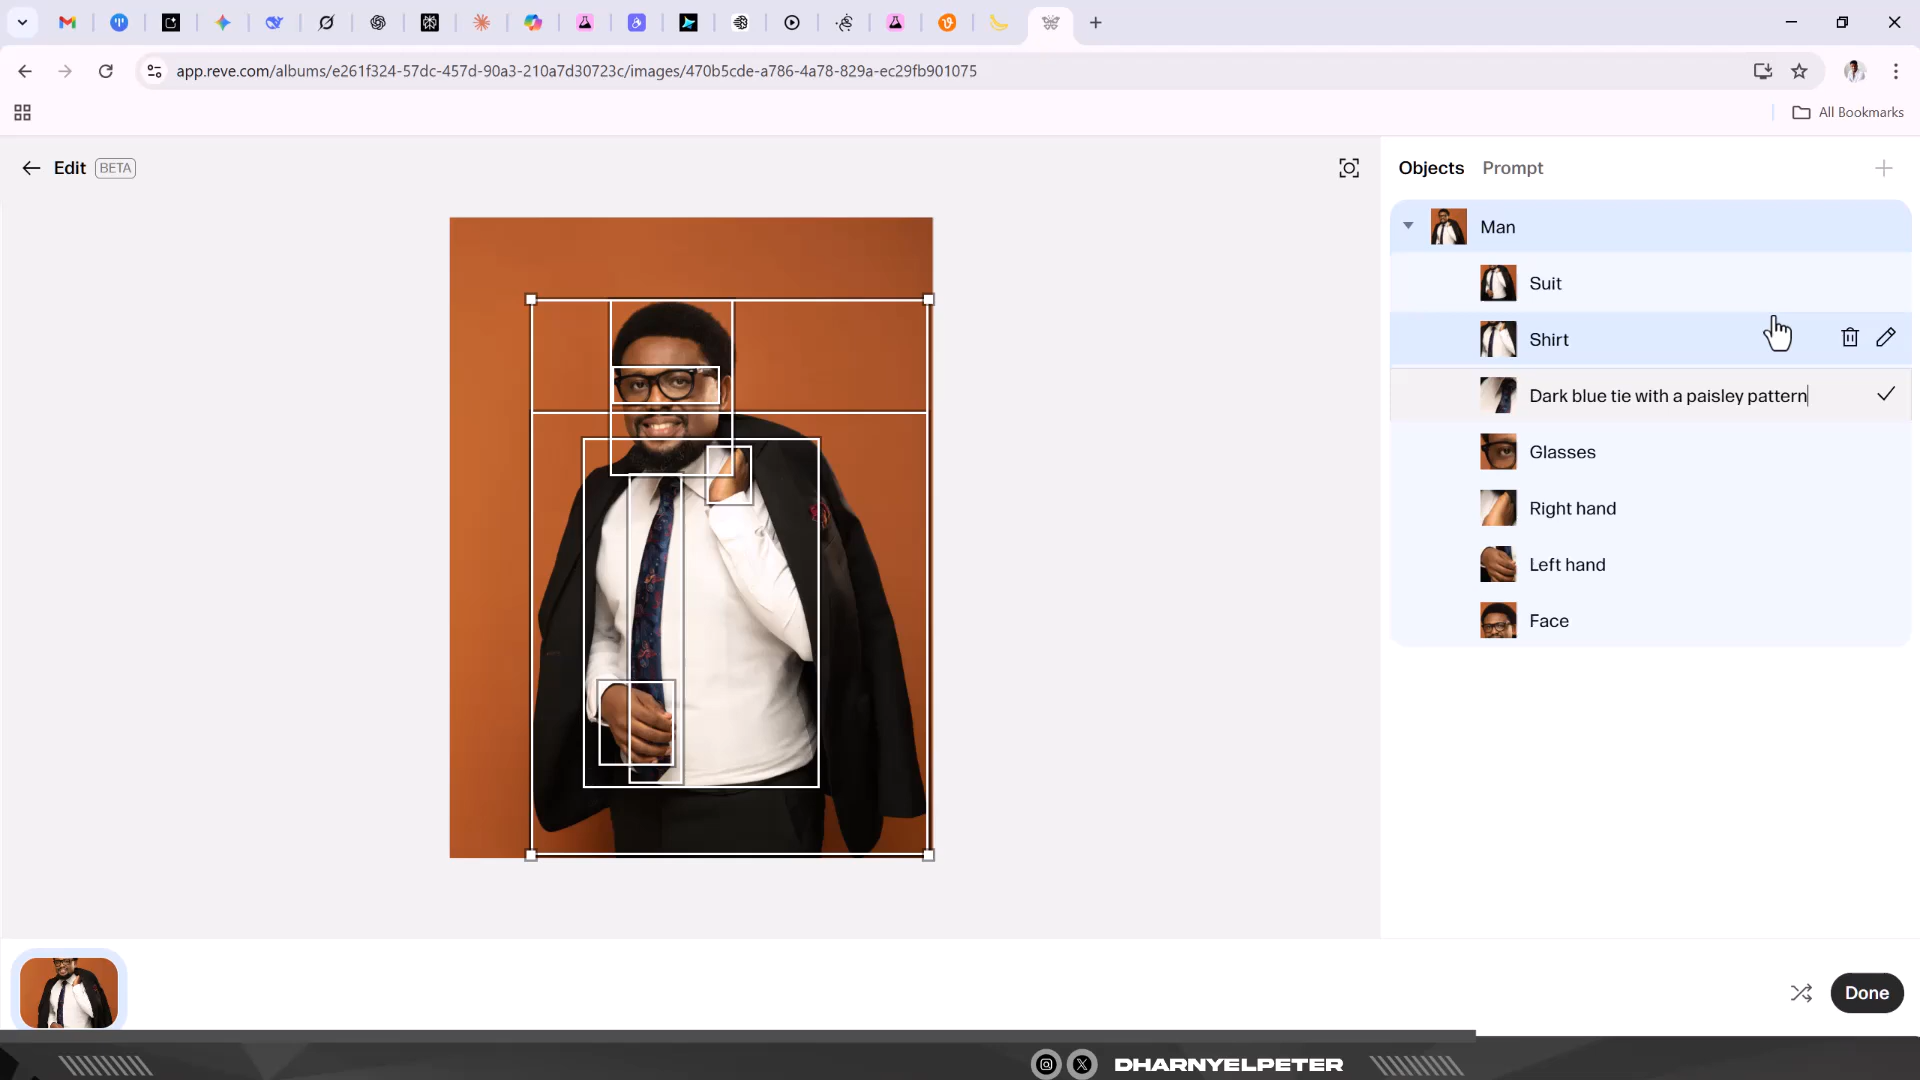 app.reve.com/albums/e261f324-57dc-457d-90a3-210a7d30723c/images/470b5cde-a786-4a78-829a-ec29fb901075
All Bookmarks
Edit BETA
Objects Prompt
Man
Suit
Shirt
Dark blue tie with a paisley pattern
Glasses
Right hand
Left hand
Face
Done
DHARNYELPETER